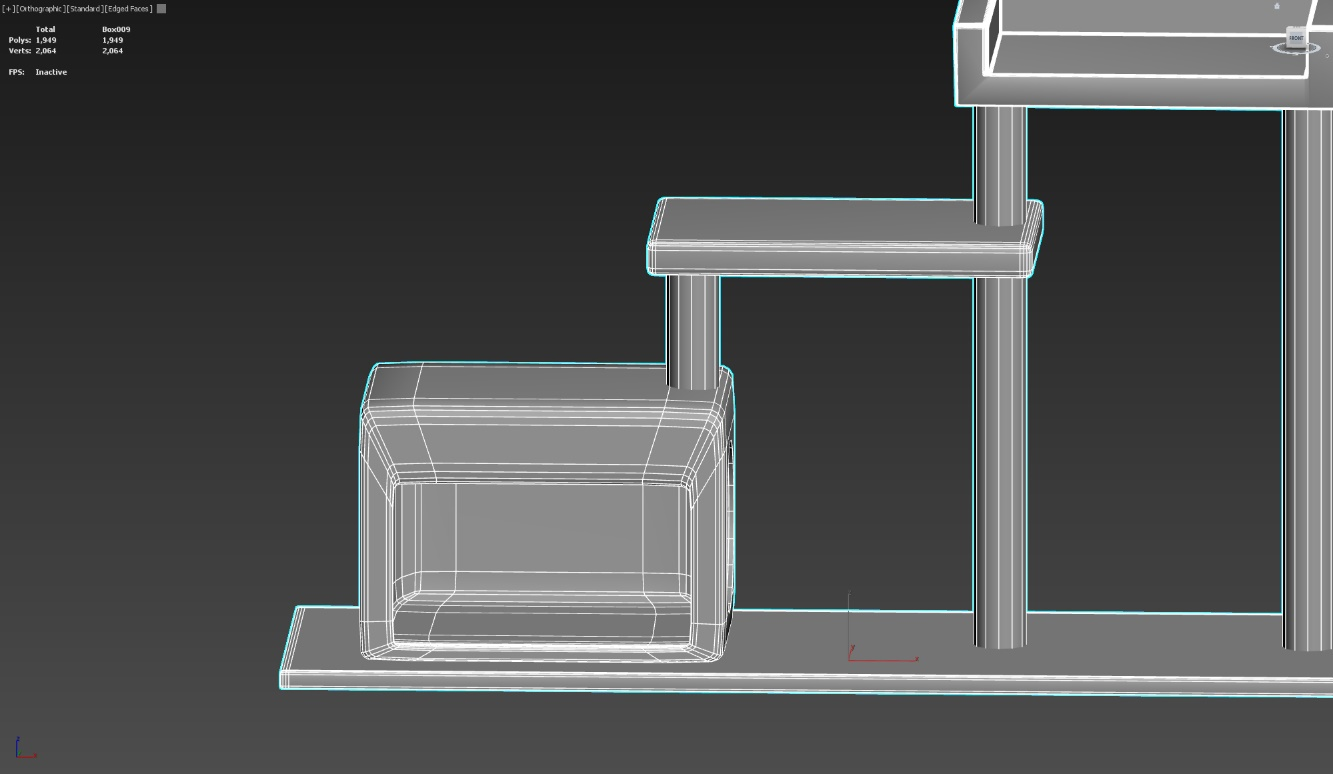 [+][Orthographic][Standard][Edged Faces]
Total Box009
Polys: 1,949 1,949
Verts: 2,064 2,064
FPS: Inactive
FRONT
z
x
y
x